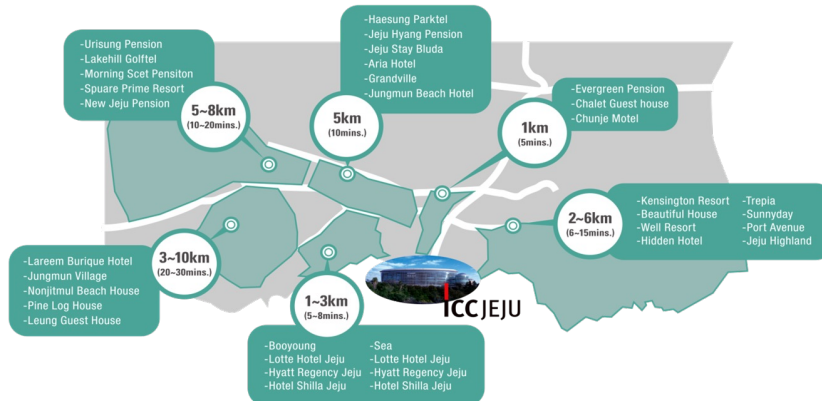 -Urisung Pension
-Lakehill Golftel
-Morning Scet Pensiton
-Spuare Prime Resort
-New Jeju Pension
5~8km
(10~20mins.)
-Haesung Parktel
-Jeju Hyang Pension
-Jeju Stay Bluda
-Aria Hotel
-Grandville
-Jungmun Beach Hotel
5km
(10mins.)
-Evergreen Pension
-Chalet Guest house
-Chunje Motel
1km
(5mins.)
2~6km
(6~15mins.)
-Kensington Resort
-Beautiful House
-Well Resort
-Hidden Hotel
-Trepia
-Sunnyday
-Port Avenue
-Jeju Highland
3~10km
(20~30mins.)
-Lareem Burique Hotel
-Jungmun Village
-Nonjitmul Beach House
-Pine Log House
-Leung Guest House
ICC JEJU
1~3km
(5~8mins.)
-Booyoung
-Lotte Hotel Jeju
-Hyatt Regency Jeju
-Hotel Shilla Jeju
-Sea
-Lotte Hotel Jeju
-Hyatt Regency Jeju
-Hotel Shilla Jeju